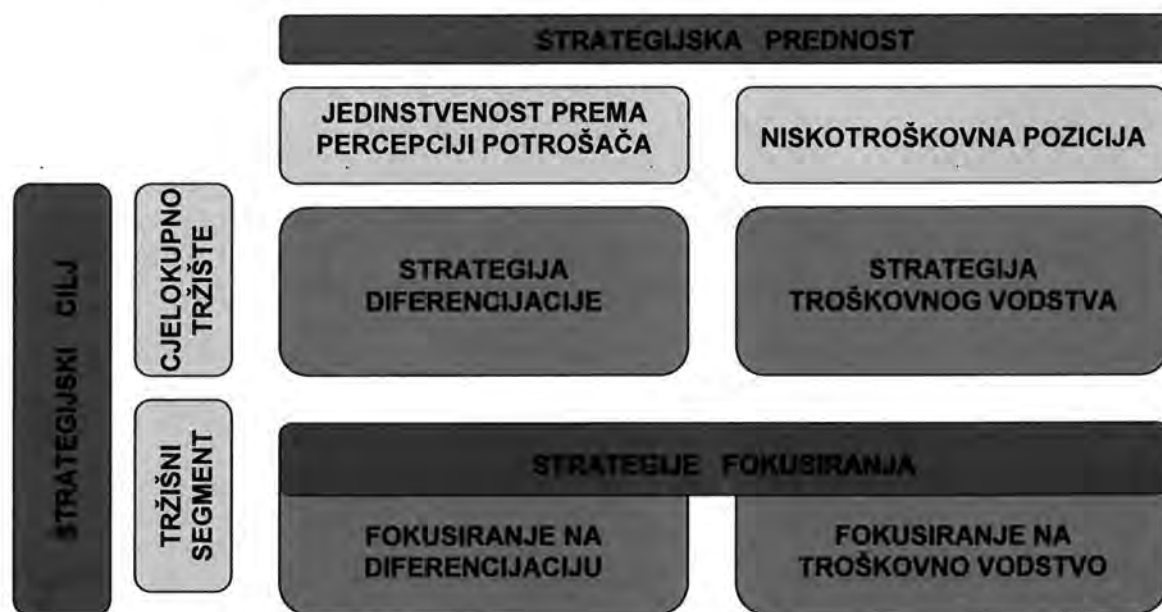 STRATEGIJSKA PREDNOST
JEDINSTVENOST PREMA
PERCEPCIJI POTROŠAČA
NISKOTROŠKOVNA POZICIJA
STRATEGIJSKI CILJ
CJELOKUPNO
TRŽIŠTE
STRATEGIJA
DIFERENCIJACIJE
STRATEGIJA
TROŠKOVNOG VODSTVA
TRŽIŠNI
SEGMENT
STRATEGIJE FOKUSIRANJA
FOKUSIRANJE NA
DIFERENCIJACIJU
FOKUSIRANJE NA
TROŠKOVNO VODSTVO